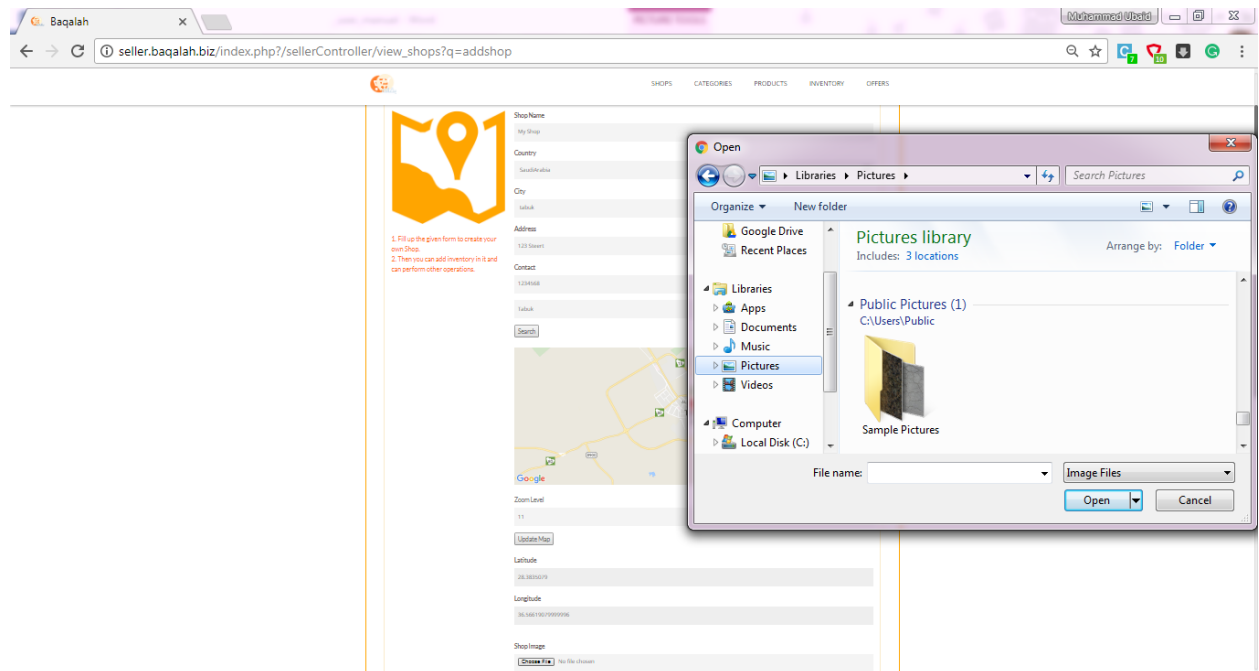 Baqalah
Muhammad Ubaid
seller.baqalah.biz/index.php?/sellerController/view_shops?q=addshop
7
10
SHOPS CATEGORIES PRODUCTS INVENTORY OFFERS
1. Fill up the given form to create your
own Shop.
2. Then you can add inventory in it and
can perform other operations.
Shop Name
My Shop
Country
SaudiArabia
City
tabuk
Address
Contact
Tabuk
Search
Google
Zoom Level
11
Update Map
Latitude
28.3835079
Longitude
Shop Image
Choose File No file chosen
Open
Libraries Pictures
Search Pictures
Organize New folder
Google Drive
Recent Places
Libraries
Apps
Documents
Music
Pictures
Videos
Computer
Local Disk (C:)
Pictures library
Includes: 3 locations
Arrange by: Folder
Public Pictures (1)
C:\Users\Public
Sample Pictures
File name:
Image Files
Open Cancel